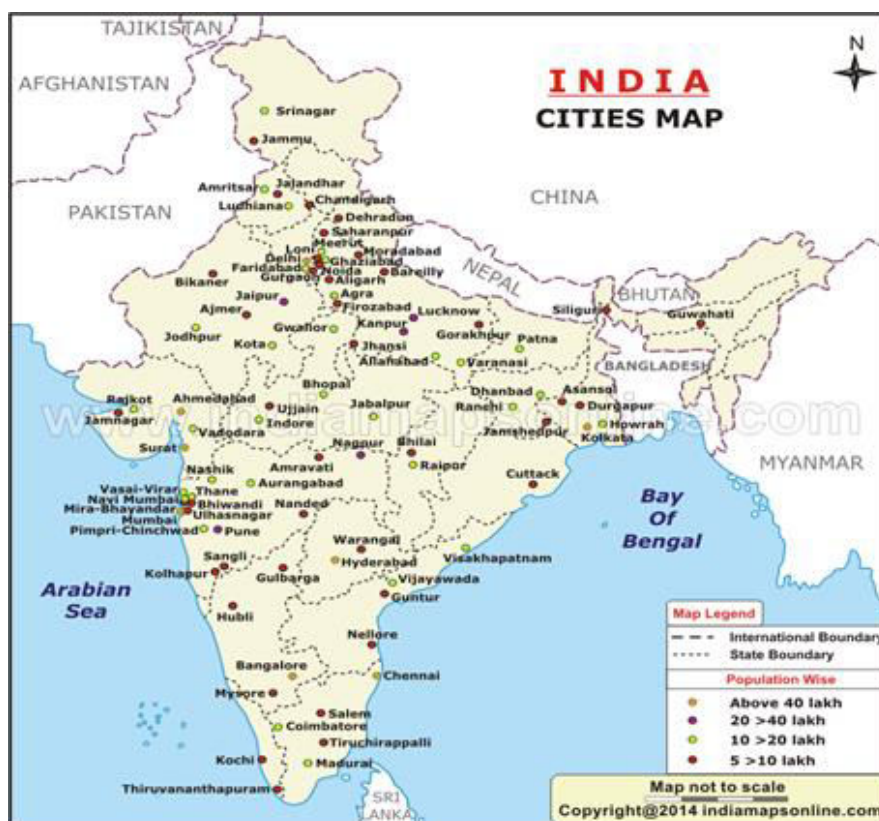 TAJIKISTAN
AFGHANISTAN
PAKISTAN
CHINA
NEPAL
BHUTAN
BANGLADESH
MYANMAR
SRI
LANKA
INDIA
CITIES MAP
N
Srinagar
Jammu
Amritsar
Jalandhar
Ludhiana
Chandigarh
Dehradun
Saharanpur
Meerut
Loni
Moradabad
Delhi
Ghaziabad
Faridabad
Noida
Bareilly
Gurgaon
Aligarh
Bikaner
Jaipur
Agra
Firozabad
Ajmer
Lucknow
Kanpur
Gorakhpur
Siliguri
Guwahati
Jodhpur
Gwalior
Kota
Jhansi
Patna
Allahabad
Varanasi
Bhopal
Dhanbad
Asansol
Rajkot
Ahmedabad
Ujjain
Jabalpur
Ranchi
Durgapur
Jamnagar
Indore
Howrah
Vadodara
Jamshedpur
Kolkata
www.indiamapsonline.com
Surat
Nagpur
Bhilai
Amravati
Raipor
Cuttack
Nashik
Aurangabad
Vasai-Virar
Thane
Navi Mumbai
Bhiwandi
Mira-Bhayandar
Ulhasnagar
Nanded
Mumbai
Pimpri-Chinchwad
Pune
Warangal
Visakhapatnam
Sangli
Hyderabad
Kolhapur
Gulbarga
Vijayawada
Guntur
Hubli
Nellore
Bangalore
Chennai
Mysore
Salem
Coimbatore
Tiruchirappalli
Kochi
Madurai
Thiruvananthapuram
Arabian
Sea
Bay
Of
Bengal
Map Legend
International Boundary
State Boundary
Population Wise
Above 40 lakh
20 >40 lakh
10 >20 lakh
5 >10 lakh
Map not to scale
Copyright@2014 indiamapsonline.com